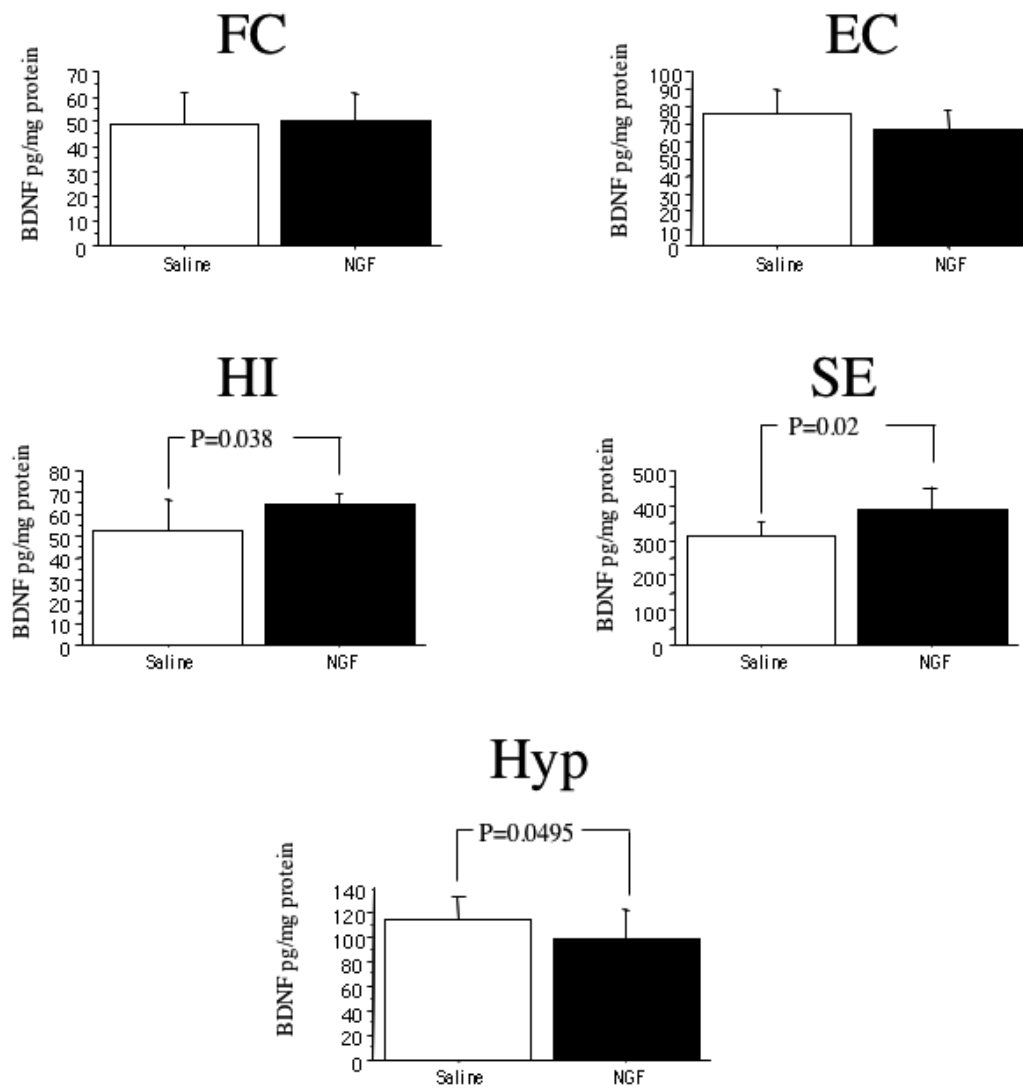 FC
BDNF pg/mg protein
70
60
50
40
30
20
10
0
Saline NGF
EC
BDNF pg/mg protein
100
90
80
70
60
50
40
30
20
10
0
Saline NGF
HI
P=0.038
BDNF pg/mg protein
80
70
60
50
40
30
20
10
0
Saline NGF
SE
P=0.02
BDNF pg/mg protein
500
400
300
200
100
0
Saline NGF
Hyp
P=0.0495
BDNF pg/mg protein
140
120
100
80
60
40
20
0
Saline NGF